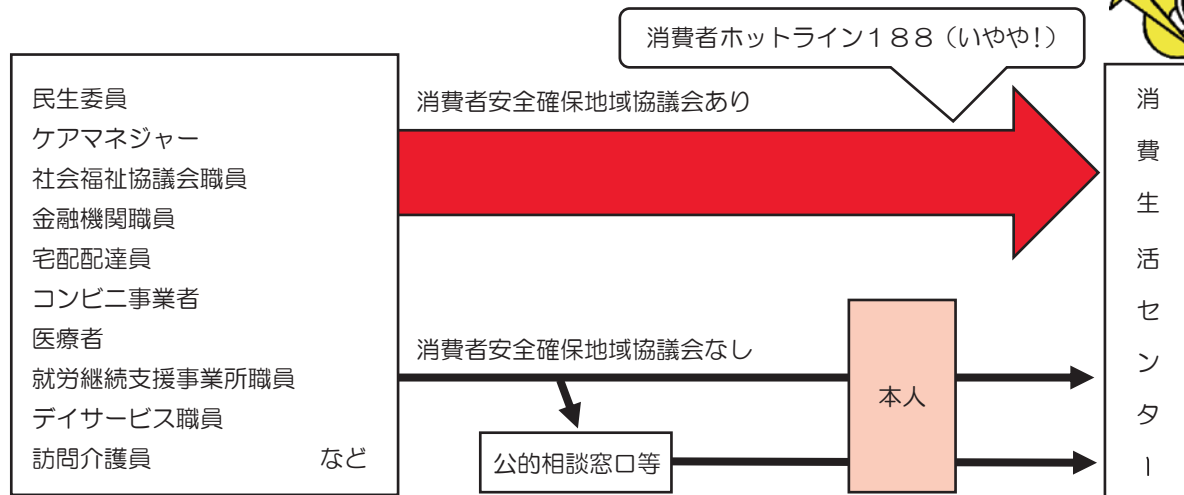 消費者ホットライン188（いやや！）
民生委員
ケアマネジャー
社会福祉協議会職員
金融機関職員
宅配配達員
コンビニ事業者
医療者
就労継続支援事業所職員
デイサービス職員
訪問介護員 など
消費者安全確保地域協議会あり
消費者安全確保地域協議会なし
公的相談窓口等
本人
消費生活センター